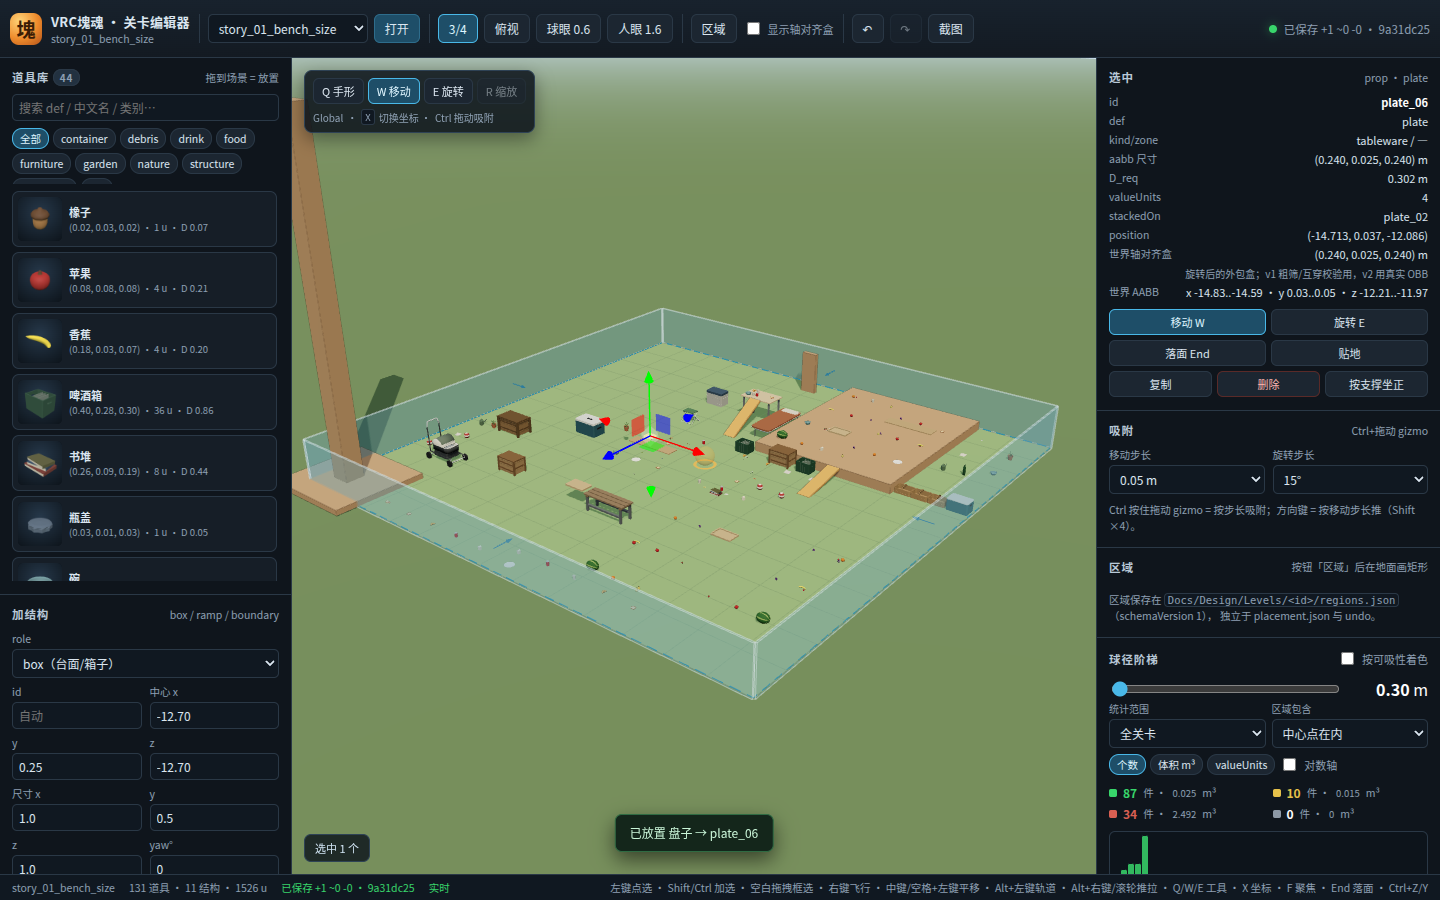 塊
VRC塊魂 · 关卡编辑器
story_01_bench_size
story_01_bench_size
打开
3/4
俯视
球眼 0.6
人眼 1.6
区域
显示轴对齐盒
↶
↷
截图
已保存 +1 ~0 -0 · 9a31dc25
道具库
44
拖到场景 = 放置
搜索 def / 中文名 / 类别…
全部
container
debris
drink
food
furniture
garden
nature
structure
橡子
(0.02, 0.03, 0.02) · 1 u · D 0.07
苹果
(0.08, 0.08, 0.08) · 4 u · D 0.21
香蕉
(0.18, 0.03, 0.07) · 4 u · D 0.20
啤酒箱
(0.40, 0.28, 0.30) · 36 u · D 0.86
书堆
(0.26, 0.09, 0.19) · 8 u · D 0.44
瓶盖
(0.03, 0.01, 0.03) · 1 u · D 0.05
碗
加结构
box / ramp / boundary
role
box（台面/箱子）
id
中心 x
自动
-12.70
y
z
0.25
-12.70
尺寸 x
y
1.0
0.5
z
yaw°
1.0
0
Q 手形
W 移动
E 旋转
R 缩放
Global · X 切换坐标 · Ctrl 拖动吸附
选中 1 个
已放置 盘子 → plate_06
选中
prop · plate
id
plate_06
def
plate
kind/zone
tableware / —
aabb 尺寸
(0.240, 0.025, 0.240) m
D_req
0.302 m
valueUnits
4
stackedOn
plate_02
position
(-14.713, 0.037, -12.086)
世界轴对齐盒
(0.240, 0.025, 0.240) m
旋转后的外包盒；v1 粗筛/互穿校验用，v2 用真实 OBB
世界 AABB
x -14.83..-14.59 · y 0.03..0.05 · z -12.21..-11.97
移动 W
旋转 E
落面 End
贴地
复制
删除
按支撑坐正
吸附
Ctrl+拖动 gizmo
移动步长
旋转步长
0.05 m
15°
Ctrl 按住拖动 gizmo = 按步长吸附；方向键 = 按移动步长推（Shift
×4）。
区域
按钮「区域」后在地面画矩形
区域保存在 Docs/Design/Levels/<id>/regions.json
（schemaVersion 1），独立于 placement.json 与 undo。
球径阶梯
按可吸性着色
0.30 m
统计范围
区域包含
全关卡
中心点在内
个数
体积 m³
valueUnits
对数轴
87 件 · 0.025 m³
10 件 · 0.015 m³
34 件 · 2.492 m³
0 件 · 0 m³
story_01_bench_size
131 道具 · 11 结构 · 1526 u
已保存 +1 ~0 -0 · 9a31dc25
实时
左键点选 · Shift/Ctrl 加选 · 空白拖拽框选 · 右键飞行 · 中键/空格+左键平移 · Alt+左键轨道 · Alt+右键/滚轮推拉 · Q/W/E 工具 · X 坐标 · F 聚焦 · End 落面 · Ctrl+Z/Y